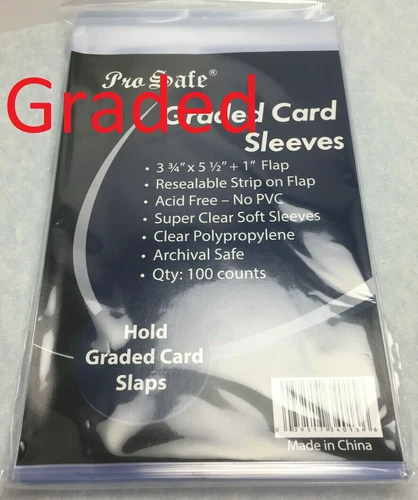 Pro Safe®
Graded
Graded Card
Sleeves
• 3 ¾” x 5 ½” + 1” Flap
• Resealable Strip on Flap
• Acid Free – No PVC
• Super Clear Soft Sleeves
• Clear Polypropylene
• Archival Safe
• Qty: 100 counts
Hold
Graded Card
Slaps
Made in China